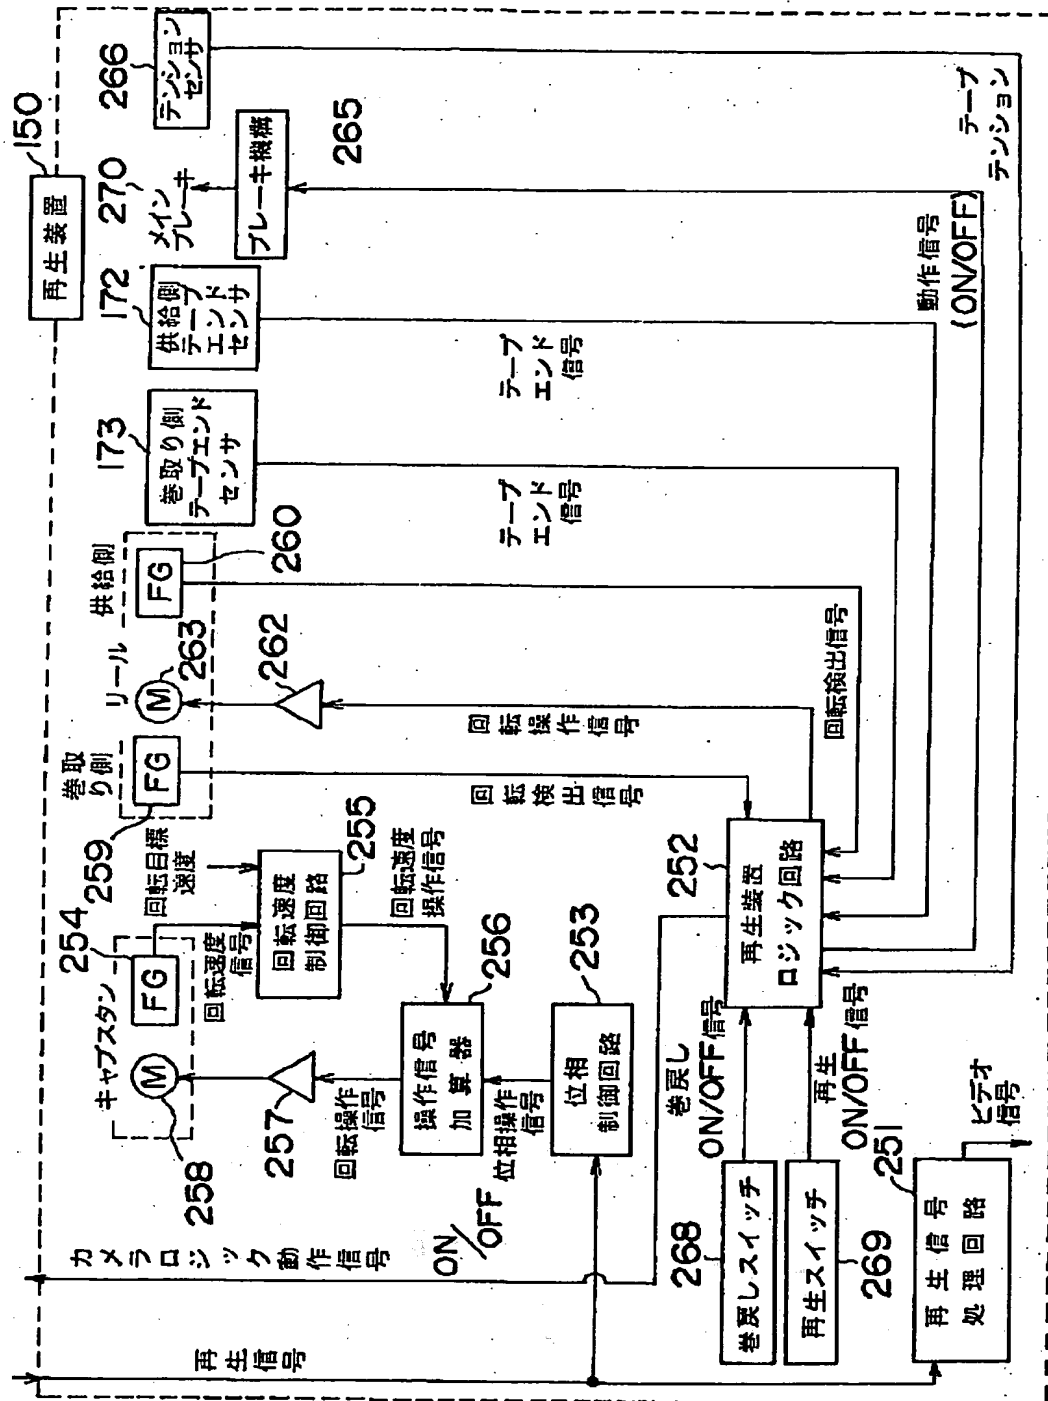 再生装置
150
キャプスタン
M
258
FG
254
257
回転操作
信号
回転速度
信号
回転目標
速度
回転速度
制御回路
255
回転速度
操作信号
操作信号
加算器
256
位相操作
信号
位相
制御回路
253
ON/OFF
カメラロジック動作信号
再生信号
リール
巻取
り側
FG
259
M
263
供給側
FG
260
262
回転操作信号
回転検出信号
回転検出信号
巻取り側
テープエンド
センサ
173
テープ
エンド
信号
供給側
テープ
エンド
センサ
172
テープ
エンド
信号
メイン
ブレーキ
270
ブレーキ機構
265
動作信号
(ON/OFF)
テンション
センサ
266
テープ
テンション
再生装置
ロジック回路
252
巻戻し
ON/OFF信号
再生
ON/OFF信号
巻戻しスイッチ
268
再生スイッチ
269
再生信号
処理回路
251
ビデオ
信号